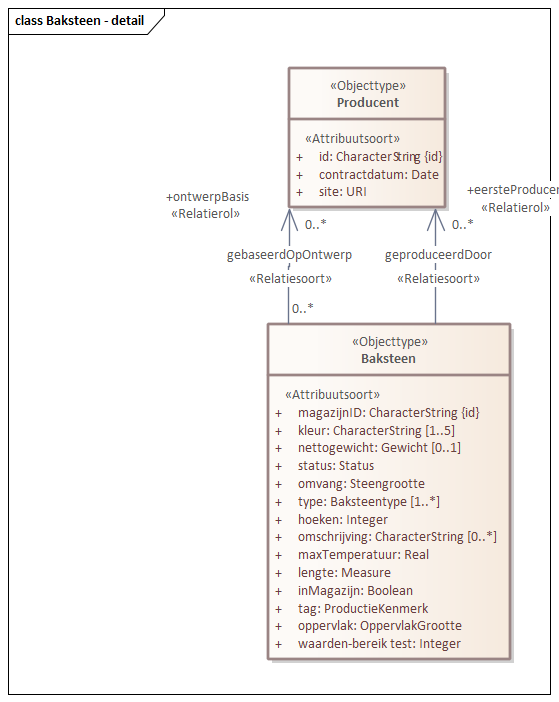 class Baksteen - detail
«Objecttype»
Producent
«Attribuutsoort»
+ id: CharacterString {id}
+ contractdatum: Date
+ site: URI
+ontwerpBasis
«Relatierol»
+eersteProducen
«Relatierol»
0..*
0..*
gebaseerdOpOntwerp
«Relatiesoort»
geproduceerdDoor
«Relatiesoort»
0..*
«Objecttype»
Baksteen
«Attribuutsoort»
+ magazijnID: CharacterString {id}
+ kleur: CharacterString [1..5]
+ nettogewicht: Gewicht [0..1]
+ status: Status
+ omvang: Steengrootte
+ type: Baksteentype [1..*]
+ hoeken: Integer
+ omschrijving: CharacterString [0..*]
+ maxTemperatuur: Real
+ lengte: Measure
+ inMagazijn: Boolean
+ tag: ProductieKenmerk
+ oppervlak: OppervlakGrootte
+ waarden-bereik test: Integer